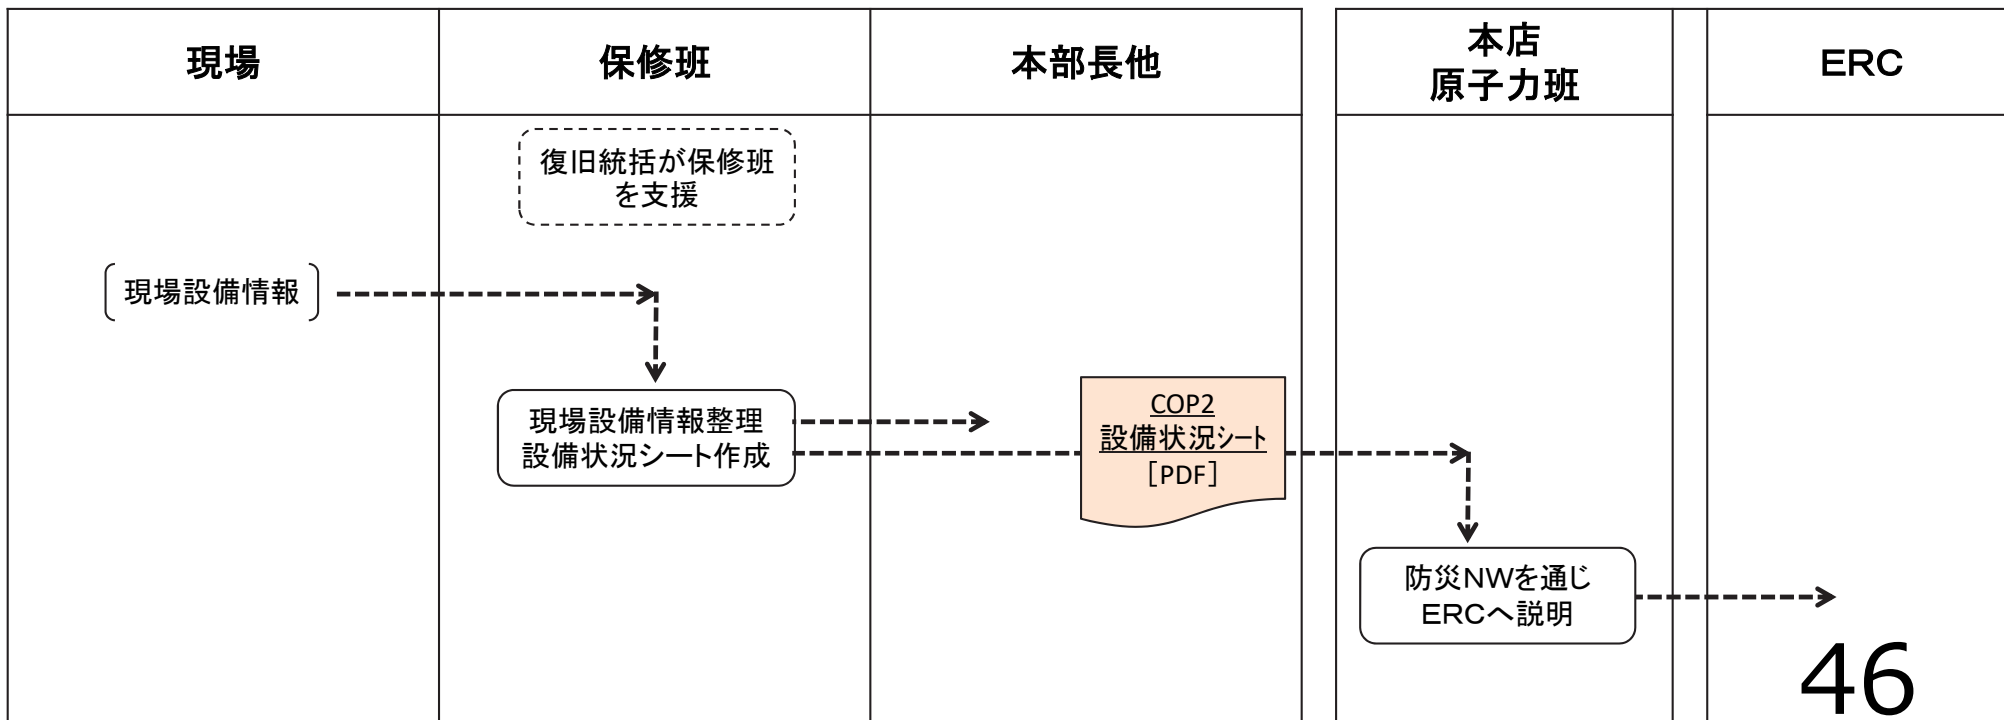 現場
保修班
本部長他
本店
原子力班
ERC
復旧統括が保修班
を支援
現場設備情報
現場設備情報整理
設備状況シート作成
COP2
設備状況シート
［PDF］
防災NWを通じ
ERCへ説明
46